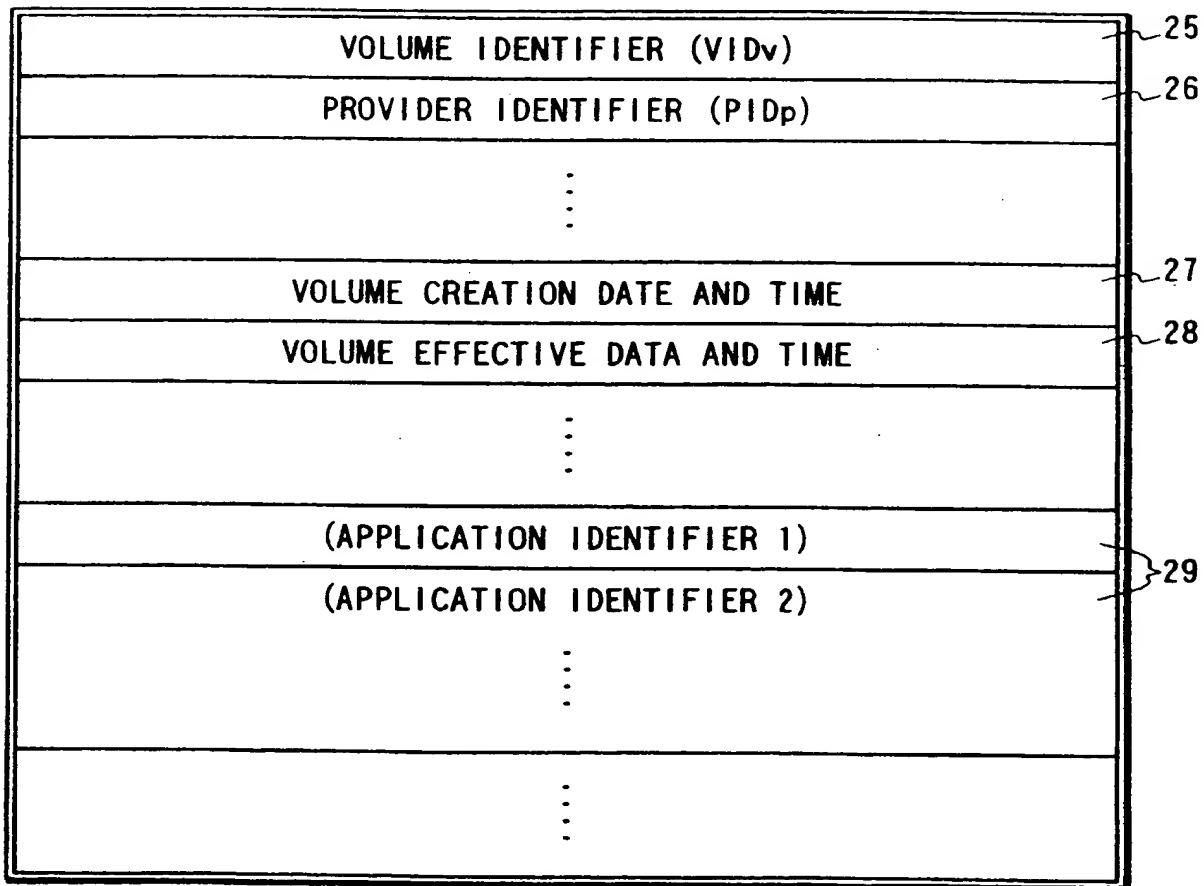 VOLUME IDENTIFIER (VIDv) 25
PROVIDER IDENTIFIER (PIDp) 26
VOLUME CREATION DATE AND TIME 27
VOLUME EFFECTIVE DATA AND TIME 28
(APPLICATION IDENTIFIER 1)
29
(APPLICATION IDENTIFIER 2)